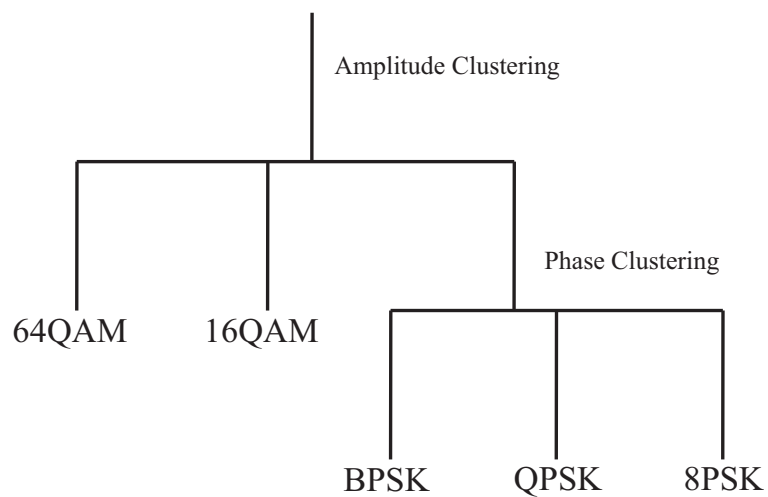 Amplitude Clustering
Phase Clustering
64QAM
16QAM
BPSK
QPSK
8PSK